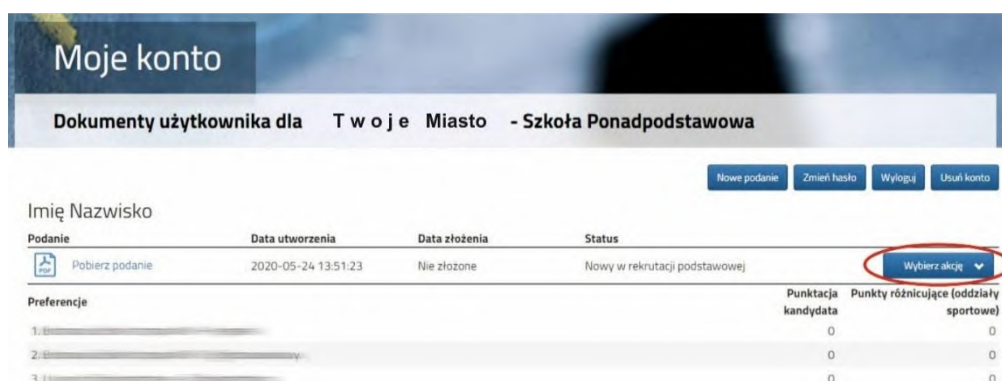 Moje konto
Dokumenty użytkownika dla T w o j e Miasto - Szkoła Ponadpodstawowa
Nowe podanie Zmień hasło Wyloguj Usuń konto
Imię Nazwisko
Podanie Data utworzenia Data złożenia Status
PDF Pobierz podanie 2020-05-24 13:51:23 Nie złożone Nowy w rekrutacji podstawowej Wybierz akcję
Preferencje Punktacja kandydata Punkty różnicujące (oddziały sportowe)
1. 0 0
2. 0 0
3. 0 0